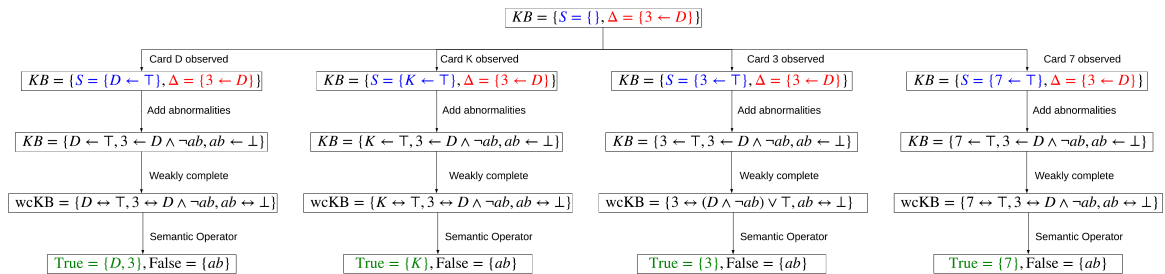 KB = {S = {}, Δ = {3 ← D}}
Card D observed Card K observed Card 3 observed Card 7 observed
KB = {S = {D ← ⊤}, Δ = {3 ← D}} KB = {S = {K ← ⊤}, Δ = {3 ← D}} KB = {S = {3 ← ⊤}, Δ = {3 ← D}} KB = {S = {7 ← ⊤}, Δ = {3 ← D}}
Add abnormalities Add abnormalities Add abnormalities Add abnormalities
KB = {D ← ⊤, 3 ← D ∧ ¬ab, ab ← ⊥} KB = {K ← ⊤, 3 ← D ∧ ¬ab, ab ← ⊥} KB = {3 ← ⊤, 3 ← D ∧ ¬ab, ab ← ⊥} KB = {7 ← ⊤, 3 ← D ∧ ¬ab, ab ← ⊥}
Weakly complete Weakly complete Weakly complete Weakly complete
wcKB = {D ↔ ⊤, 3 ↔ D ∧ ¬ab, ab ↔ ⊥} wcKB = {K ↔ ⊤, 3 ↔ D ∧ ¬ab, ab ↔ ⊥} wcKB = {3 ↔ (D ∧ ¬ab) ∨ ⊤, ab ↔ ⊥} wcKB = {7 ↔ ⊤, 3 ↔ D ∧ ¬ab, ab ↔ ⊥}
Semantic Operator Semantic Operator Semantic Operator Semantic Operator
True = {D, 3}, False = {ab} True = {K}, False = {ab} True = {3}, False = {ab} True = {7}, False = {ab}